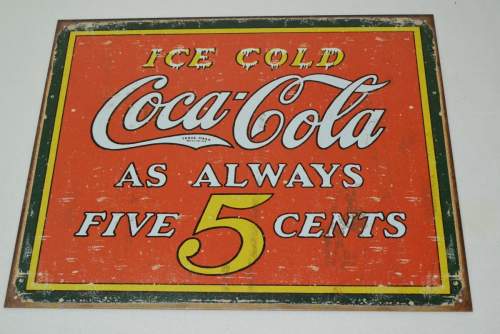 ICE COLD
Coca-Cola
AS ALWAYS
FIVE 5 CENTS